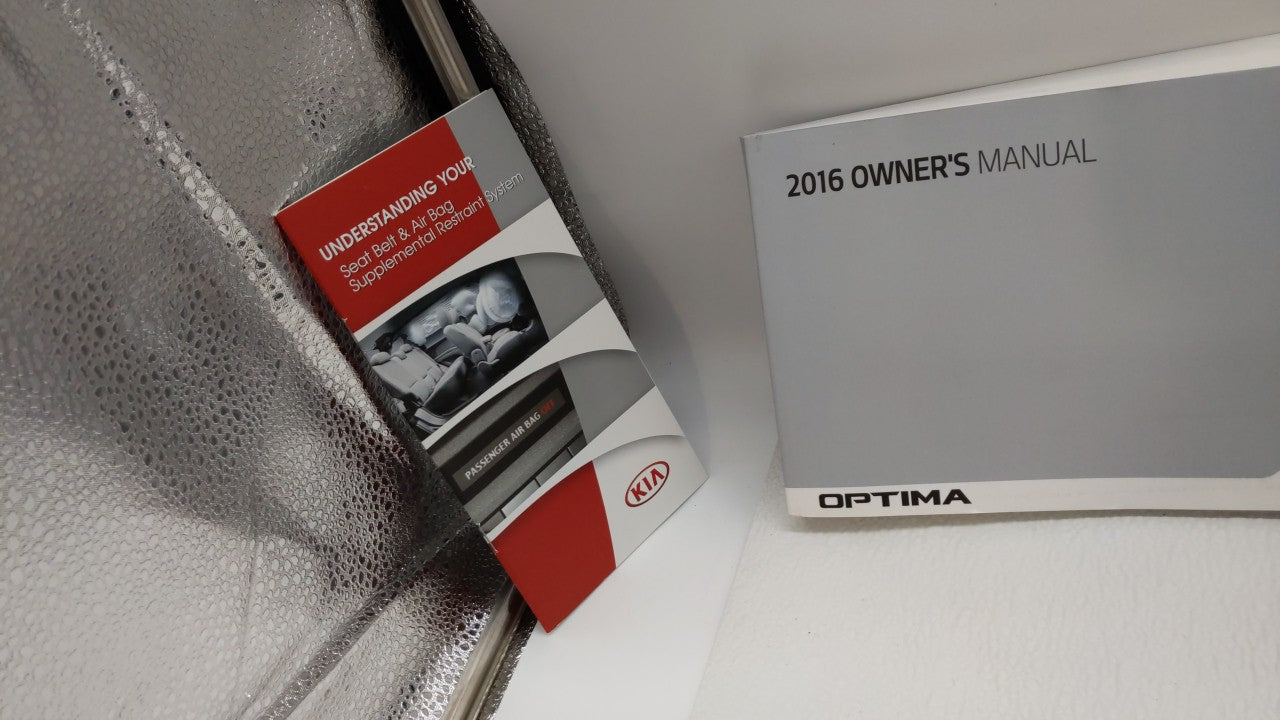 UNDERSTANDING YOUR
Seat Belt & Air Bag
Supplemental Restraint System
PASSENGER AIR BAG OFF
KIA
2016 OWNER'S MANUAL
OPTIMA